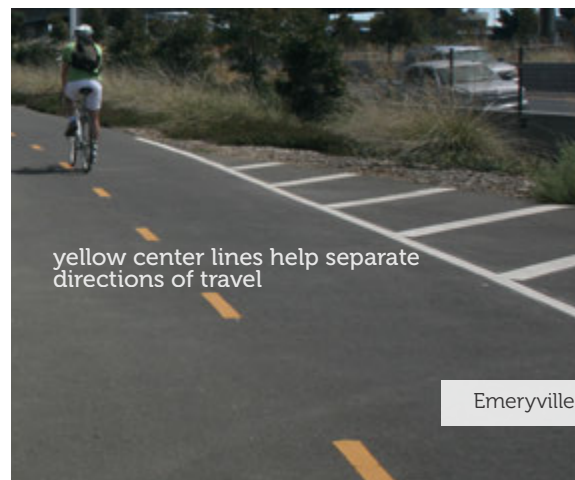 yellow center lines help separate
directions of travel
Emeryville